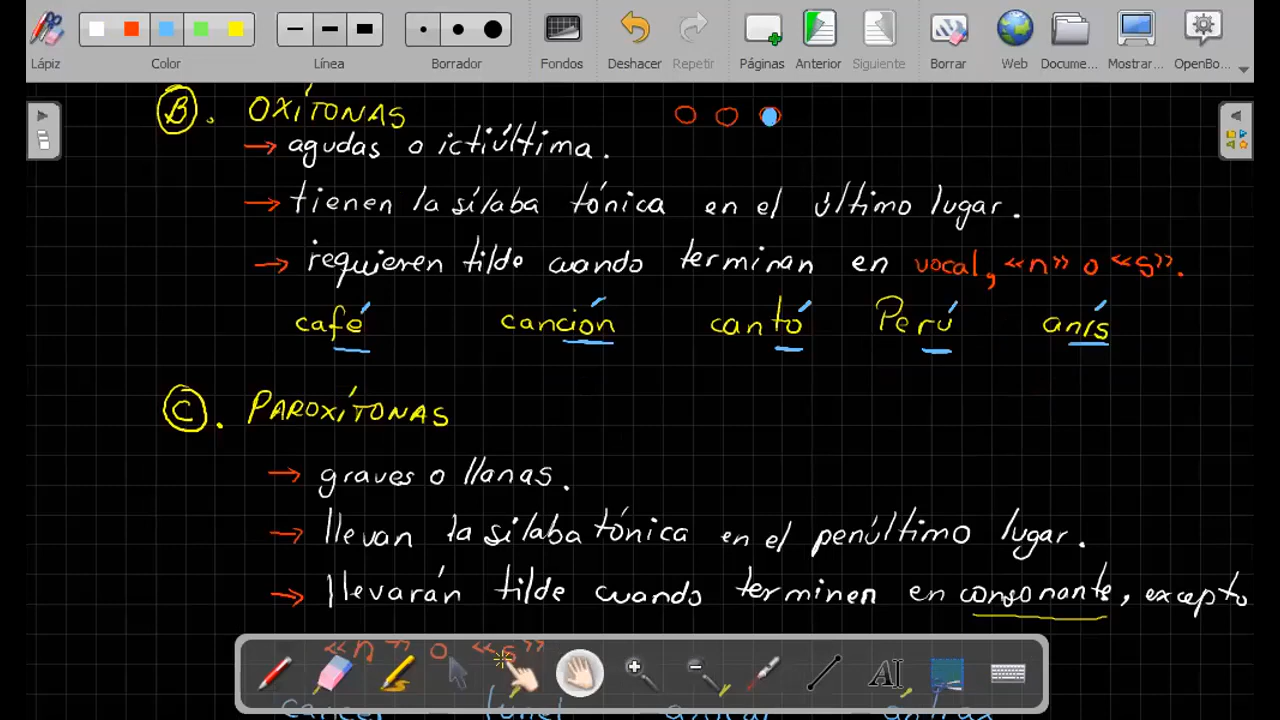 Lápiz Color Línea Borrador Fondos Deshacer Repetir Páginas Anterior Siguiente Borrar Web Docume... Mostrar... OpenBo...
B. OXÍTONAS
→ agudas o ictiúltima.
→ tienen la sílaba tónica en el último lugar.
→ requieren tilde cuando terminan en vocal, «n» o «s».
café canción cantó Perú anís
C. PAROXÍTONAS
→ graves o llanas.
→ llevan la sílaba tónica en el penúltimo lugar.
→ llevarán tilde cuando terminen en consonante, excepto
«n» o «s»